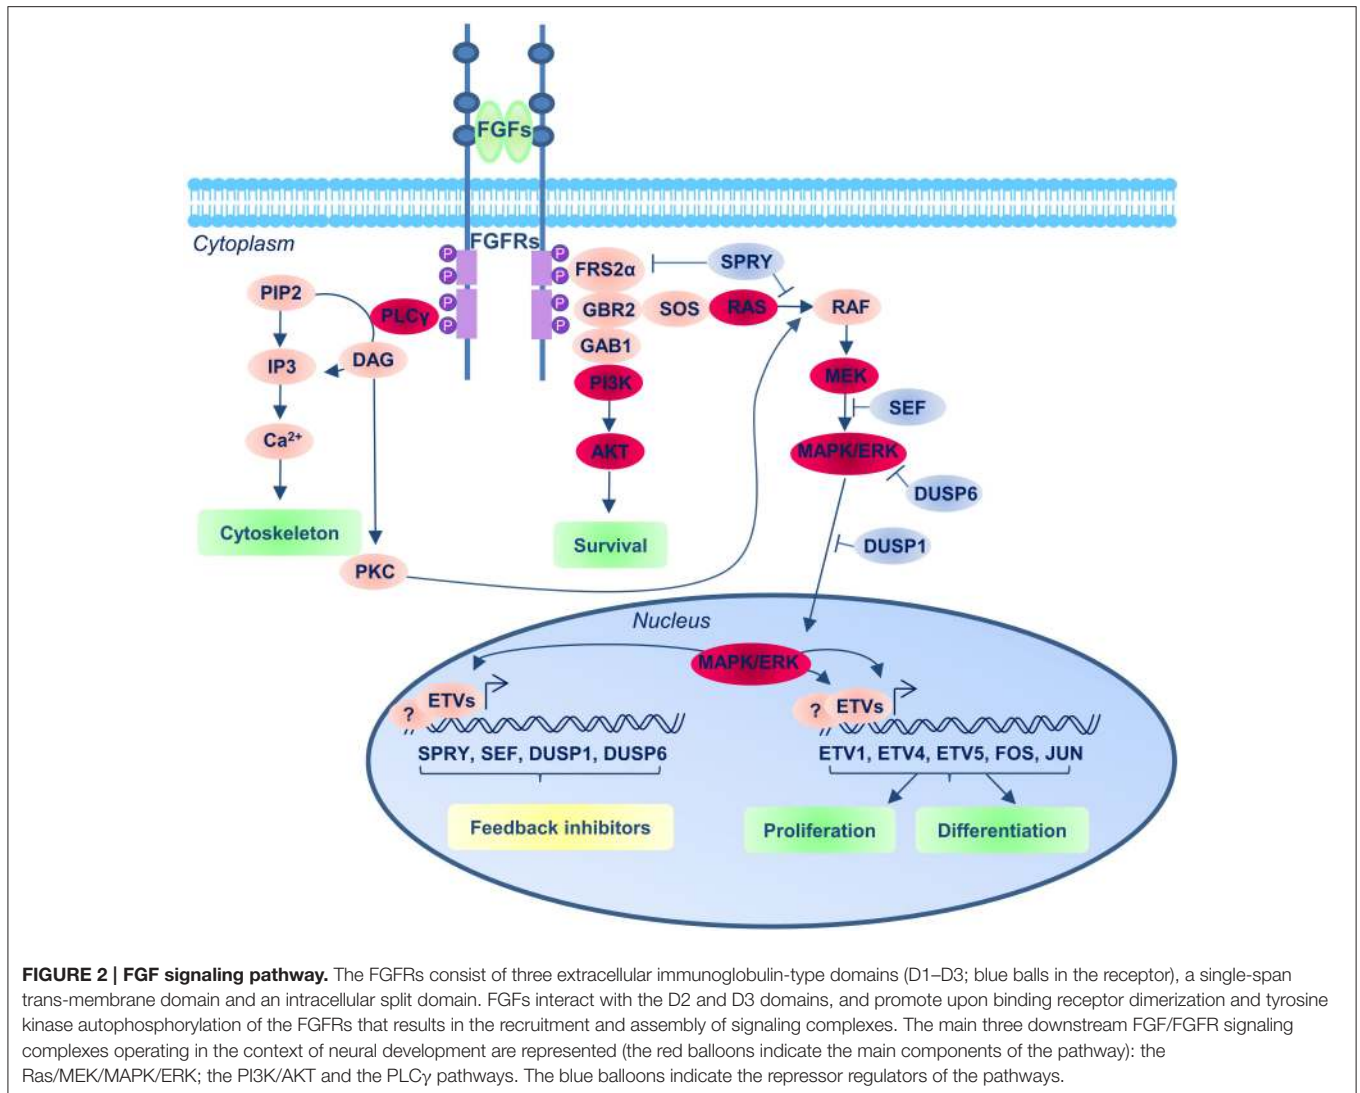 FGFs
Cytoplasm
FGFRs
P
P
P
P
P
P
P
P
FRS2α
SPRY
PIP2
PLCγ
GBR2
SOS
RAS
RAF
GAB1
IP3
DAG
PI3K
MEK
SEF
Ca²⁺
AKT
MAPK/ERK
DUSP6
Cytoskeleton
Survival
DUSP1
PKC
Nucleus
MAPK/ERK
ETVs
?
ETVs
?
SPRY, SEF, DUSP1, DUSP6
ETV1, ETV4, ETV5, FOS, JUN
Feedback inhibitors
Proliferation
Differentiation
FIGURE 2 | FGF signaling pathway. The FGFRs consist of three extracellular immunoglobulin-type domains (D1–D3; blue balls in the receptor), a single-span
trans-membrane domain and an intracellular split domain. FGFs interact with the D2 and D3 domains, and promote upon binding receptor dimerization and tyrosine
kinase autophosphorylation of the FGFRs that results in the recruitment and assembly of signaling complexes. The main three downstream FGF/FGFR signaling
complexes operating in the context of neural development are represented (the red balloons indicate the main components of the pathway): the
Ras/MEK/MAPK/ERK; the PI3K/AKT and the PLCγ pathways. The blue balloons indicate the repressor regulators of the pathways.